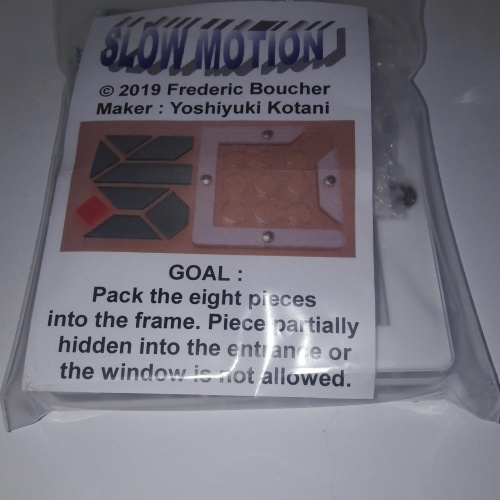 SLOW MOTION
© 2019 Frederic Boucher
Maker : Yoshiyuki Kotani
GOAL :
Pack the eight pieces
into the frame. Piece partially
hidden into the entrance or
the window is not allowed.